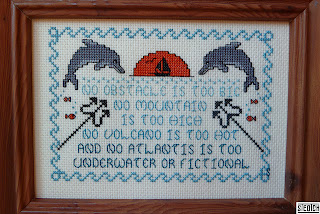 NO OBSTACLE IS TOO BIG
NO MOUNTAIN
IS TOO HIGH
NO VOLCANO IS TOO HOT
AND NO ATLANTIS IS TOO
UNDERWATER OR FICTIONAL